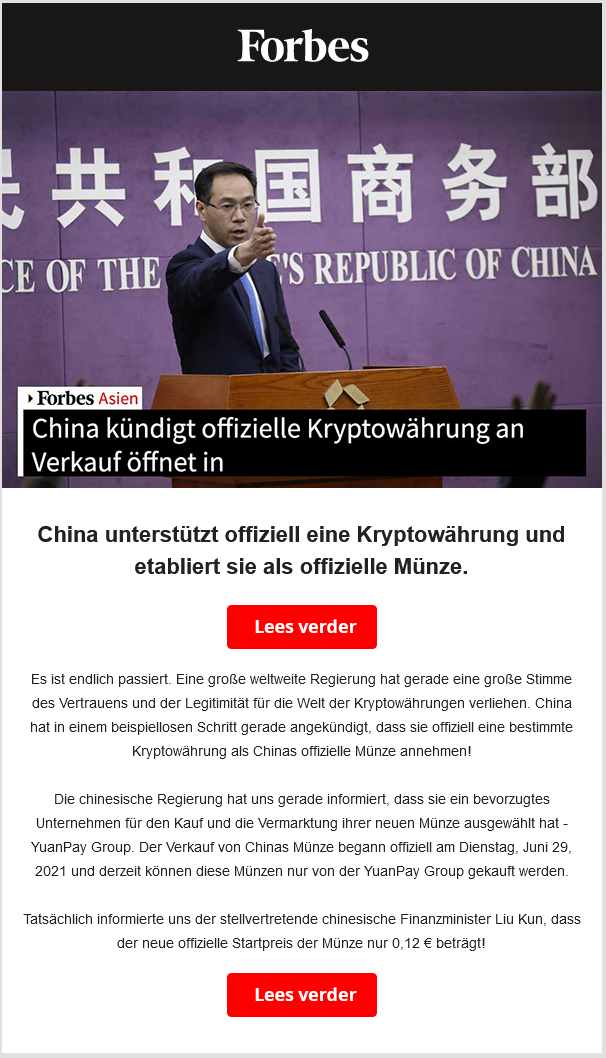 Forbes
民共和国商务部
CE OF THE 'S REPUBLIC OF CHINA
Forbes Asien
China kündigt offizielle Kryptowährung an
Verkauf öffnet in
China unterstützt offiziell eine Kryptowährung und
etabliert sie als offizielle Münze.
Lees verder
Es ist endlich passiert. Eine große weltweite Regierung hat gerade eine große Stimme
des Vertrauens und der Legitimität für die Welt der Kryptowährungen verliehen. China
hat in einem beispiellosen Schritt gerade angekündigt, dass sie offiziell eine bestimmte
Kryptowährung als Chinas offizielle Münze annehmen!
Die chinesische Regierung hat uns gerade informiert, dass sie ein bevorzugtes
Unternehmen für den Kauf und die Vermarktung ihrer neuen Münze ausgewählt hat -
YuanPay Group. Der Verkauf von Chinas Münze begann offiziell am Dienstag, Juni 29,
2021 und derzeit können diese Münzen nur von der YuanPay Group gekauft werden.
Tatsächlich informierte uns der stellvertretende chinesische Finanzminister Liu Kun, dass
der neue offizielle Startpreis der Münze nur 0,12 € beträgt!
Lees verder